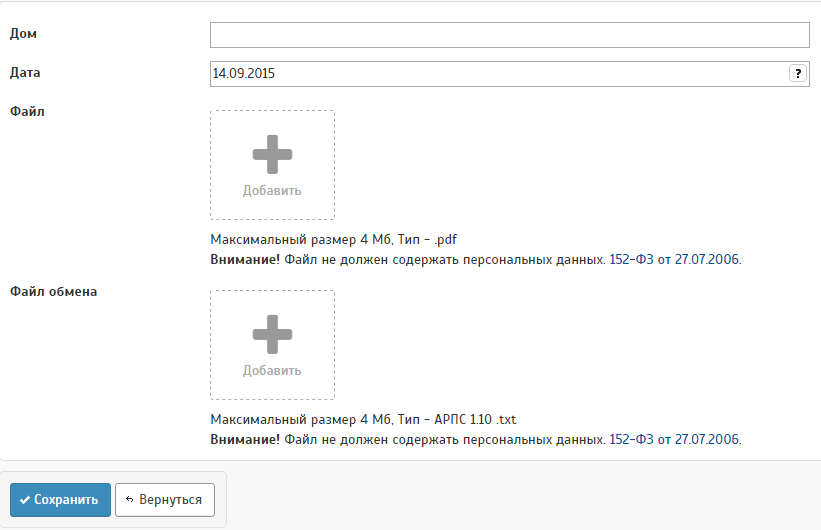 Дом
Дата
14.09.2015 ?
Файл
Добавить
Максимальный размер 4 Мб, Тип - .pdf
Внимание! Файл не должен содержать персональных данных. 152-ФЗ от 27.07.2006.
Файл обмена
Добавить
Максимальный размер 4 Мб, Тип - АРПС 1.10 .txt
Внимание! Файл не должен содержать персональных данных. 152-ФЗ от 27.07.2006.
Сохранить Вернуться